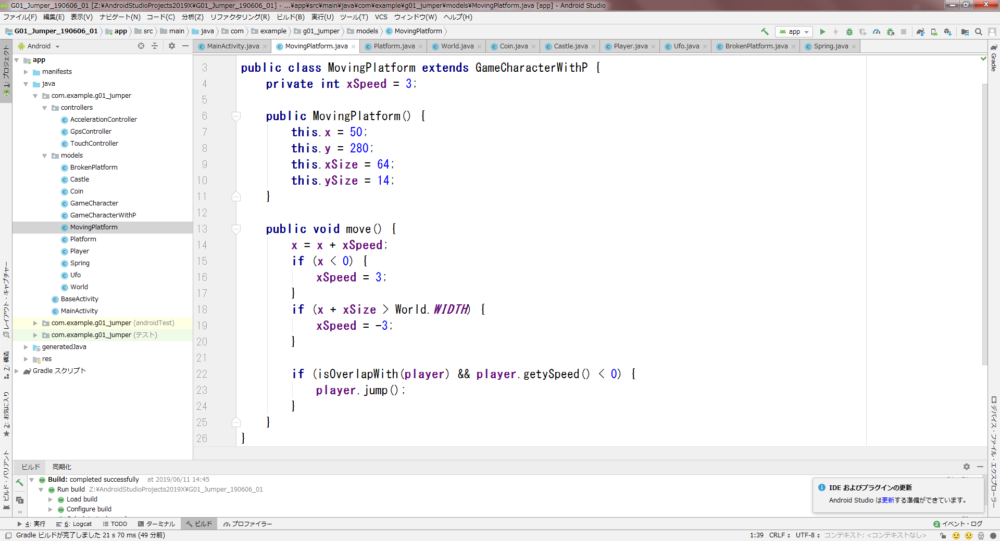 G01_Jumper_190606_01 [Z:¥AndroidStudioProjects2019X¥G01_Jumper_190606_01] - ...¥app¥src¥main¥java¥com¥example¥g01_jumper¥models¥MovingPlatform.java [app] - Android Studio
ファイル(F) 編集(E) 表示(V) ナビゲート(N) コード(C) 分析(Z) リファクタリング(R) ビルド(B) 実行(U) ツール(T) VCS ウィンドウ(W) ヘルプ(H)
G01_Jumper_190606_01 app src main java com example g01_jumper models MovingPlatform
app
Android
MainActivity.java MovingPlatform.java Platform.java World.java Coin.java Castle.java Player.java Ufo.java BrokenPlatform.java Spring.java
1: プロジェクト
レイアウト・キャプチャー
7: 構造
2: お気に入り
ビルド・バリアント
app
manifests
java
com.example.g01_jumper
controllers
AccelerationController
GpsController
TouchController
models
BrokenPlatform
Castle
Coin
GameCharacter
GameCharacterWithP
MovingPlatform
Platform
Player
Spring
Ufo
World
BaseActivity
MainActivity
com.example.g01_jumper (androidTest)
com.example.g01_jumper (テスト)
generatedJava
res
Gradle スクリプト
3 public class MovingPlatform extends GameCharacterWithP {
4 private int xSpeed = 3;
5
6 public MovingPlatform() {
7 this.x = 50;
8 this.y = 280;
9 this.xSize = 64;
10 this.ySize = 14;
11 }
12
13 public void move() {
14 x = x + xSpeed;
15 if (x < 0) {
16 xSpeed = 3;
17 }
18 if (x + xSize > World.WIDTH) {
19 xSpeed = -3;
20 }
21
22 if (isOverlapWith(player) && player.getySpeed() < 0) {
23 player.jump();
24 }
25 }
26 }
Gradle
デバイス・ファイル・エクスプローラー
ビルド 同期化
Build: completed successfully at 2019/06/11 14:45
Run build Z:¥AndroidStudioProjects2019X¥G01_Jumper_190606_01
Load build
Configure build
IDE およびプラグインの更新
Android Studio は更新する準備ができています。
4: 実行 6: Logcat TODO ターミナル ビルド プロファイラー 2 イベント・ログ
Gradle ビルドが完了しました 21 s 70 ms (49 分前) 1:39 CRLF UTF-8 コンテキスト: <コンテキストなし>